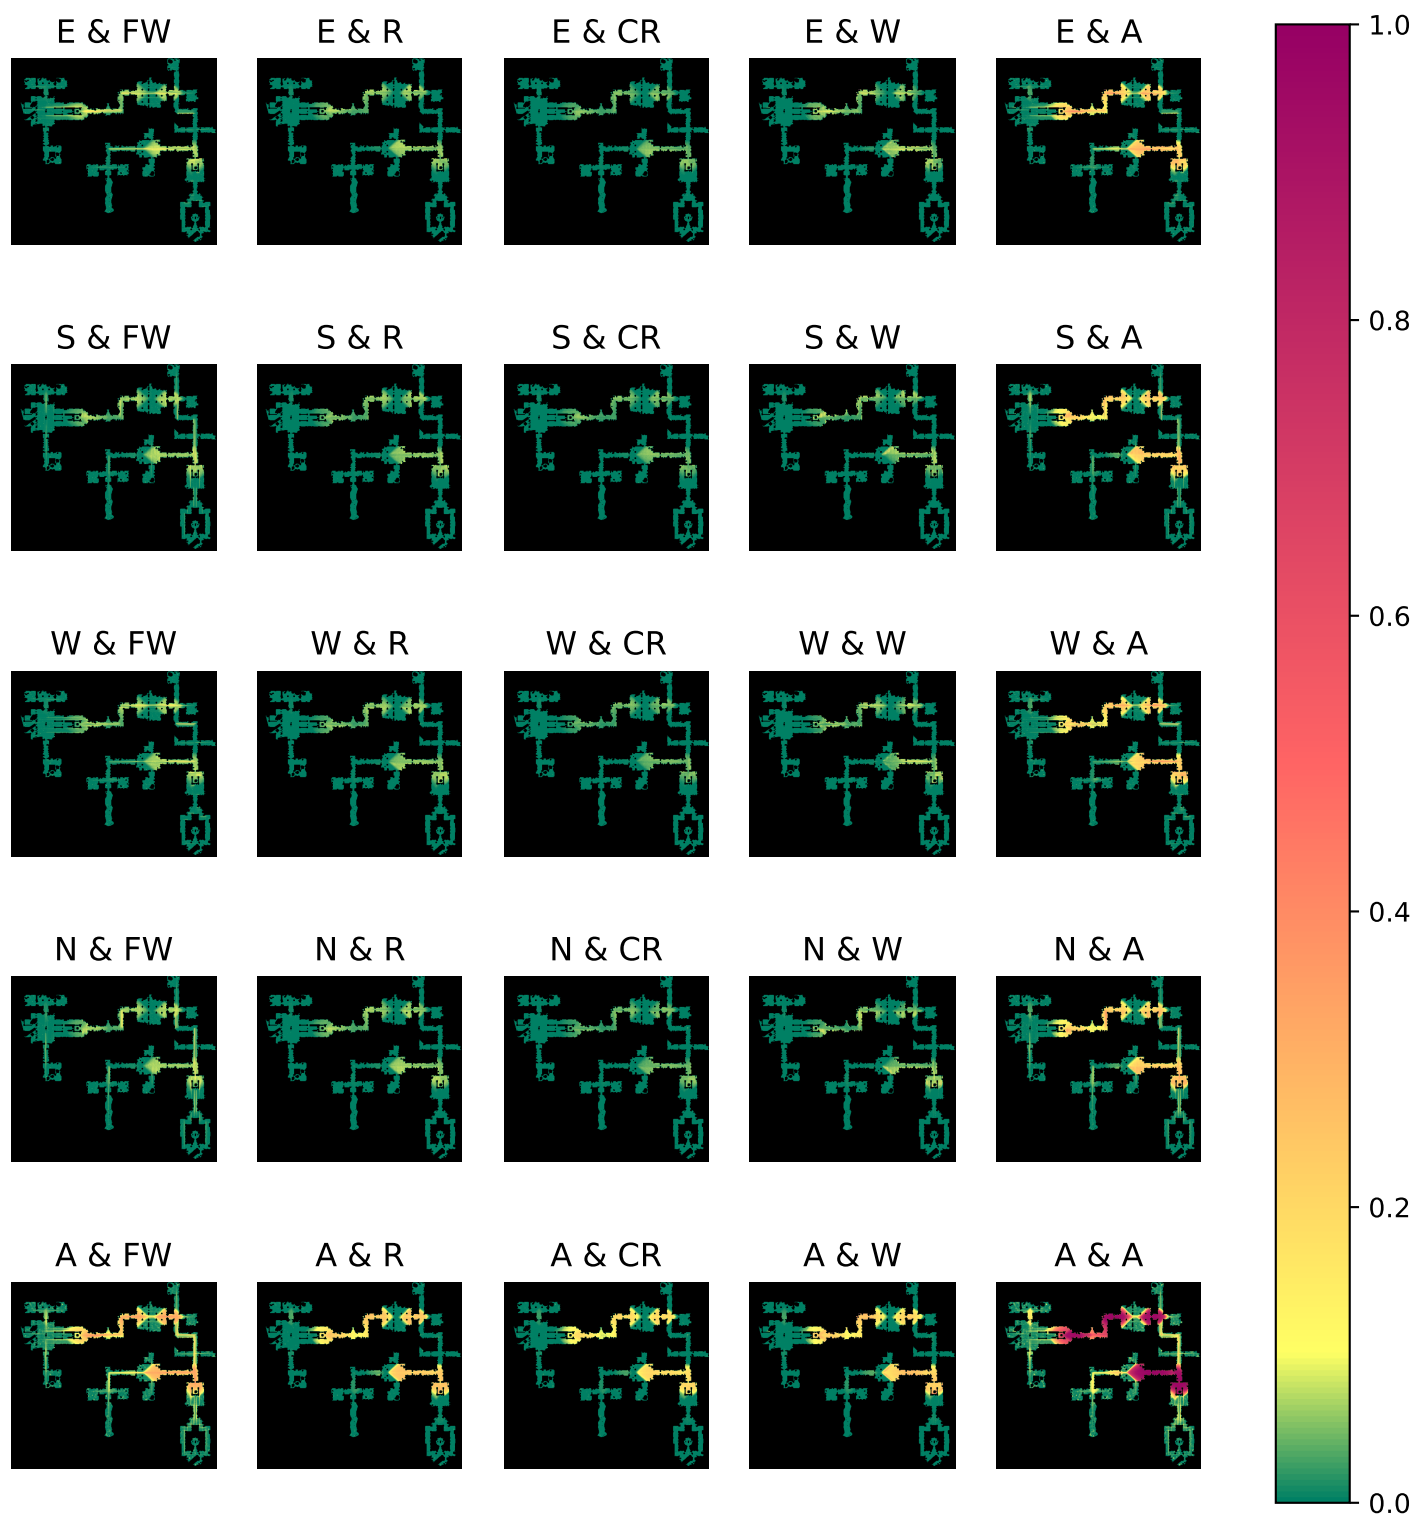 E & FW
E & R
E & CR
E & W
E & A
S & FW
S & R
S & CR
S & W
S & A
W & FW
W & R
W & CR
W & W
W & A
N & FW
N & R
N & CR
N & W
N & A
A & FW
A & R
A & CR
A & W
A & A
1.0
0.8
0.6
0.4
0.2
0.0